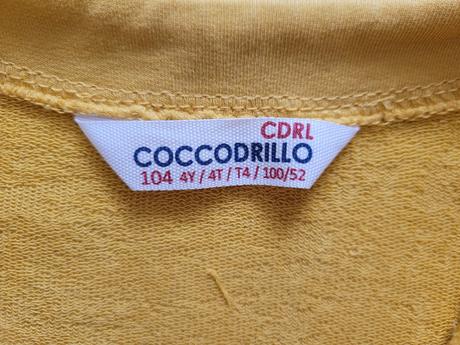 CDRL
COCCODRILLO
104 4Y / 4T / T4 / 100/52